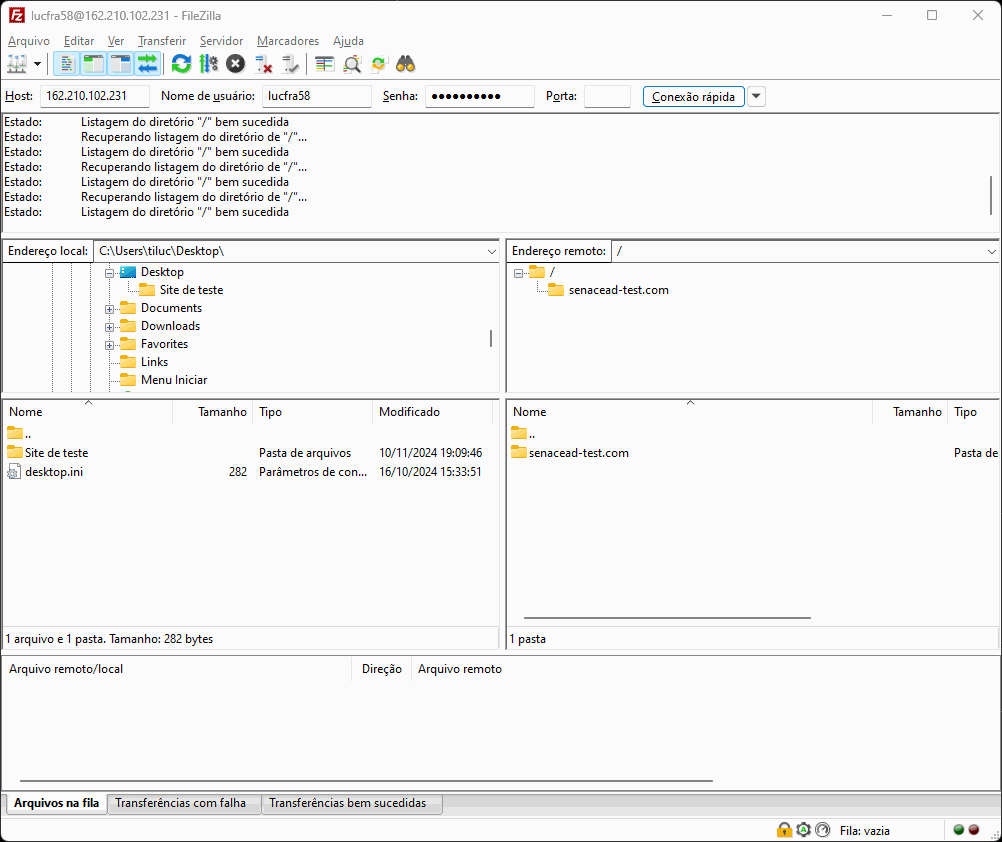 lucfra58@162.210.102.231 - FileZilla
Arquivo Editar Ver Transferir Servidor Marcadores Ajuda
Host: 162.210.102.231 Nome de usuário: lucfra58 Senha: ●●●●●●●●●● Porta: Conexão rápida
Estado: Listagem do diretório "/" bem sucedida
Estado: Recuperando listagem do diretório de "/"...
Estado: Listagem do diretório "/" bem sucedida
Estado: Recuperando listagem do diretório de "/"...
Estado: Listagem do diretório "/" bem sucedida
Estado: Recuperando listagem do diretório de "/"...
Estado: Listagem do diretório "/" bem sucedida
Endereço local: C:\Users\tiluc\Desktop\
Desktop
Site de teste
Documents
Downloads
Favorites
Links
Menu Iniciar
Endereço remoto: /
/
senacead-test.com
Nome Tamanho Tipo Modificado
..
Site de teste Pasta de arquivos 10/11/2024 19:09:46
desktop.ini 282 Parâmetros de con... 16/10/2024 15:33:51
1 arquivo e 1 pasta. Tamanho: 282 bytes
Nome Tamanho Tipo
..
senacead-test.com Pasta de
1 pasta
Arquivo remoto/local Direção Arquivo remoto
Arquivos na fila Transferências com falha Transferências bem sucedidas
Fila: vazia